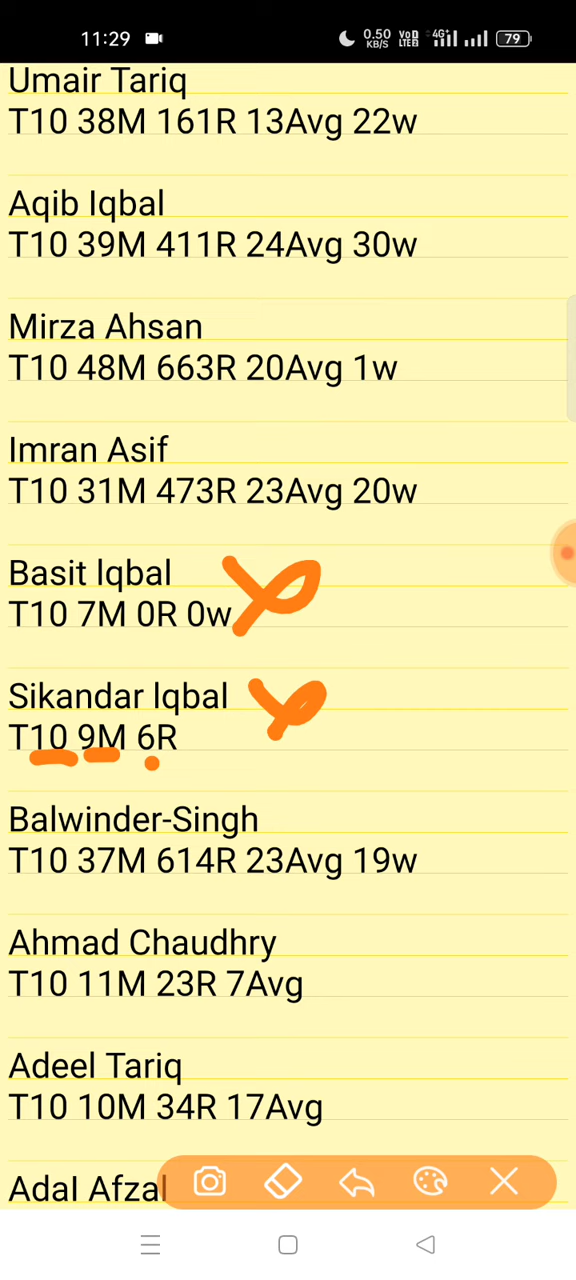 11:29
0.50
KB/S
VoD
LTE2
4G+
79
Umair Tariq
T10 38M 161R 13Avg 22w
Aqib Iqbal
T10 39M 411R 24Avg 30w
Mirza Ahsan
T10 48M 663R 20Avg 1w
Imran Asif
T10 31M 473R 23Avg 20w
Basit Iqbal
T10 7M 0R 0w
Sikandar Iqbal
T10 9M 6R
Balwinder-Singh
T10 37M 614R 23Avg 19w
Ahmad Chaudhry
T10 11M 23R 7Avg
Adeel Tariq
T10 10M 34R 17Avg
Adal Afzal